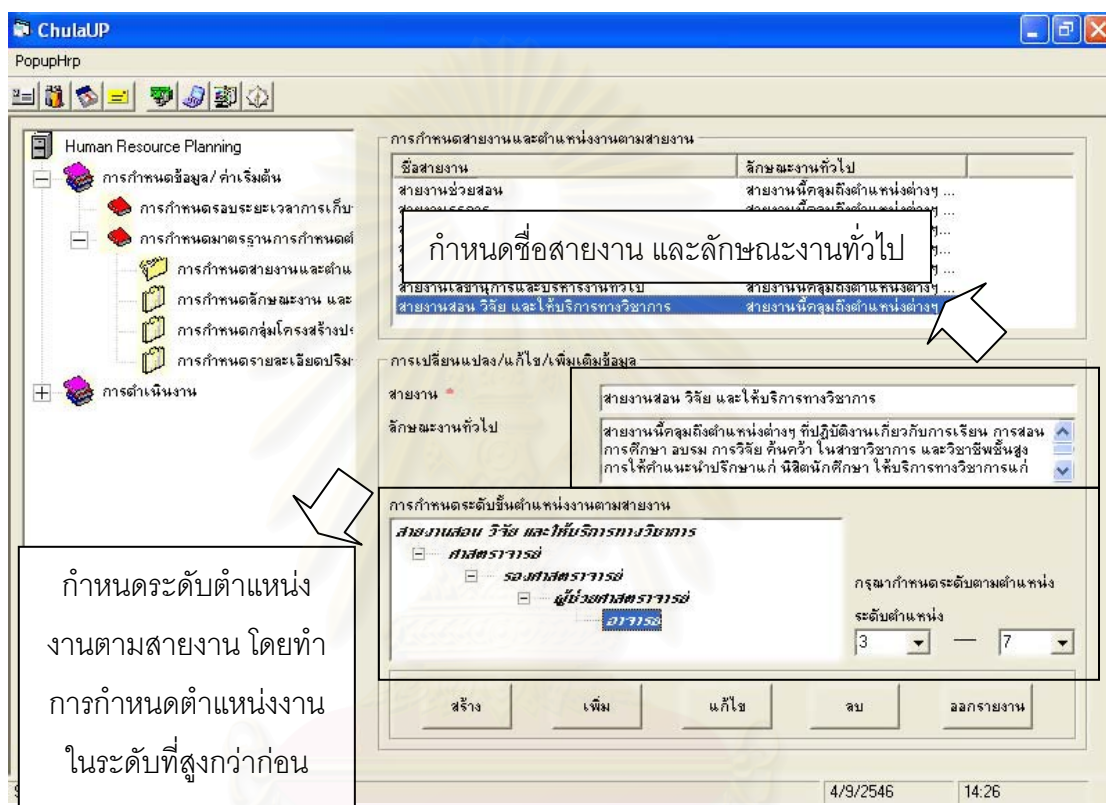 ChulaUP
PopupHrp
Human Resource Planning
การกำหนดข้อมูล/ ค่าเริ่มต้น
การกำหนดรอบระยะเวลาการเก็บ
การกำหนดมาตรฐานการกำหนดตำ
การกำหนดสายงานและตำแ
การกำหนดลักษณะงาน และ
การกำหนดกลุ่มโครงสร้างปร
การกำหนดรายละเอียดปริม
การดำเนินงาน
การกำหนดสายงานและตำแหน่งงานตามสายงาน
ชื่อสายงาน ลักษณะงานทั่วไป
สายงานช่วยสอน สายงานนี้คลุมถึงตำแหน่งต่างๆ ...
สายงานธุรการ สายงานนี้คลุมถึงตำแหน่งต่างๆ ...
กำหนดชื่อสายงาน และลักษณะงานทั่วไป
สายงานเลขานุการและบริหารงานทั่วไป สายงานนี้คลุมถึงตำแหน่งต่างๆ ...
สายงานสอน วิจัย และให้บริการทางวิชาการ สายงานนี้คลุมถึงตำแหน่งต่างๆ
การเปลี่ยนแปลง/แก้ไข/เพิ่มเติมข้อมูล
สายงาน * สายงานสอน วิจัย และให้บริการทางวิชาการ
ลักษณะงานทั่วไป สายงานนี้คลุมถึงตำแหน่งต่างๆ ที่ปฏิบัติงานเกี่ยวกับการเรียน การสอน
การศึกษา อบรม การวิจัย ค้นคว้า ในสาขาวิชาการ และวิชาชีพชั้นสูง
การให้คำแนะนำปรึกษาแก่ นิสิตนักศึกษา ให้บริการทางวิชาการแก่
การกำหนดระดับชั้นตำแหน่งงานตามสายงาน
สายงานสอน วิจัย และให้บริการทางวิชาการ
ศาสตราจารย์
รองศาสตราจารย์
ผู้ช่วยศาสตราจารย์
อาจารย์
กรุณากำหนดระดับตามตำแหน่ง
ระดับตำแหน่ง
3 — 7
กำหนดระดับตำแหน่ง
งานตามสายงาน โดยทำ
การกำหนดตำแหน่งงาน
ในระดับที่สูงกว่าก่อน
สร้าง เพิ่ม แก้ไข ลบ ออกรายงาน
4/9/2546 14:26